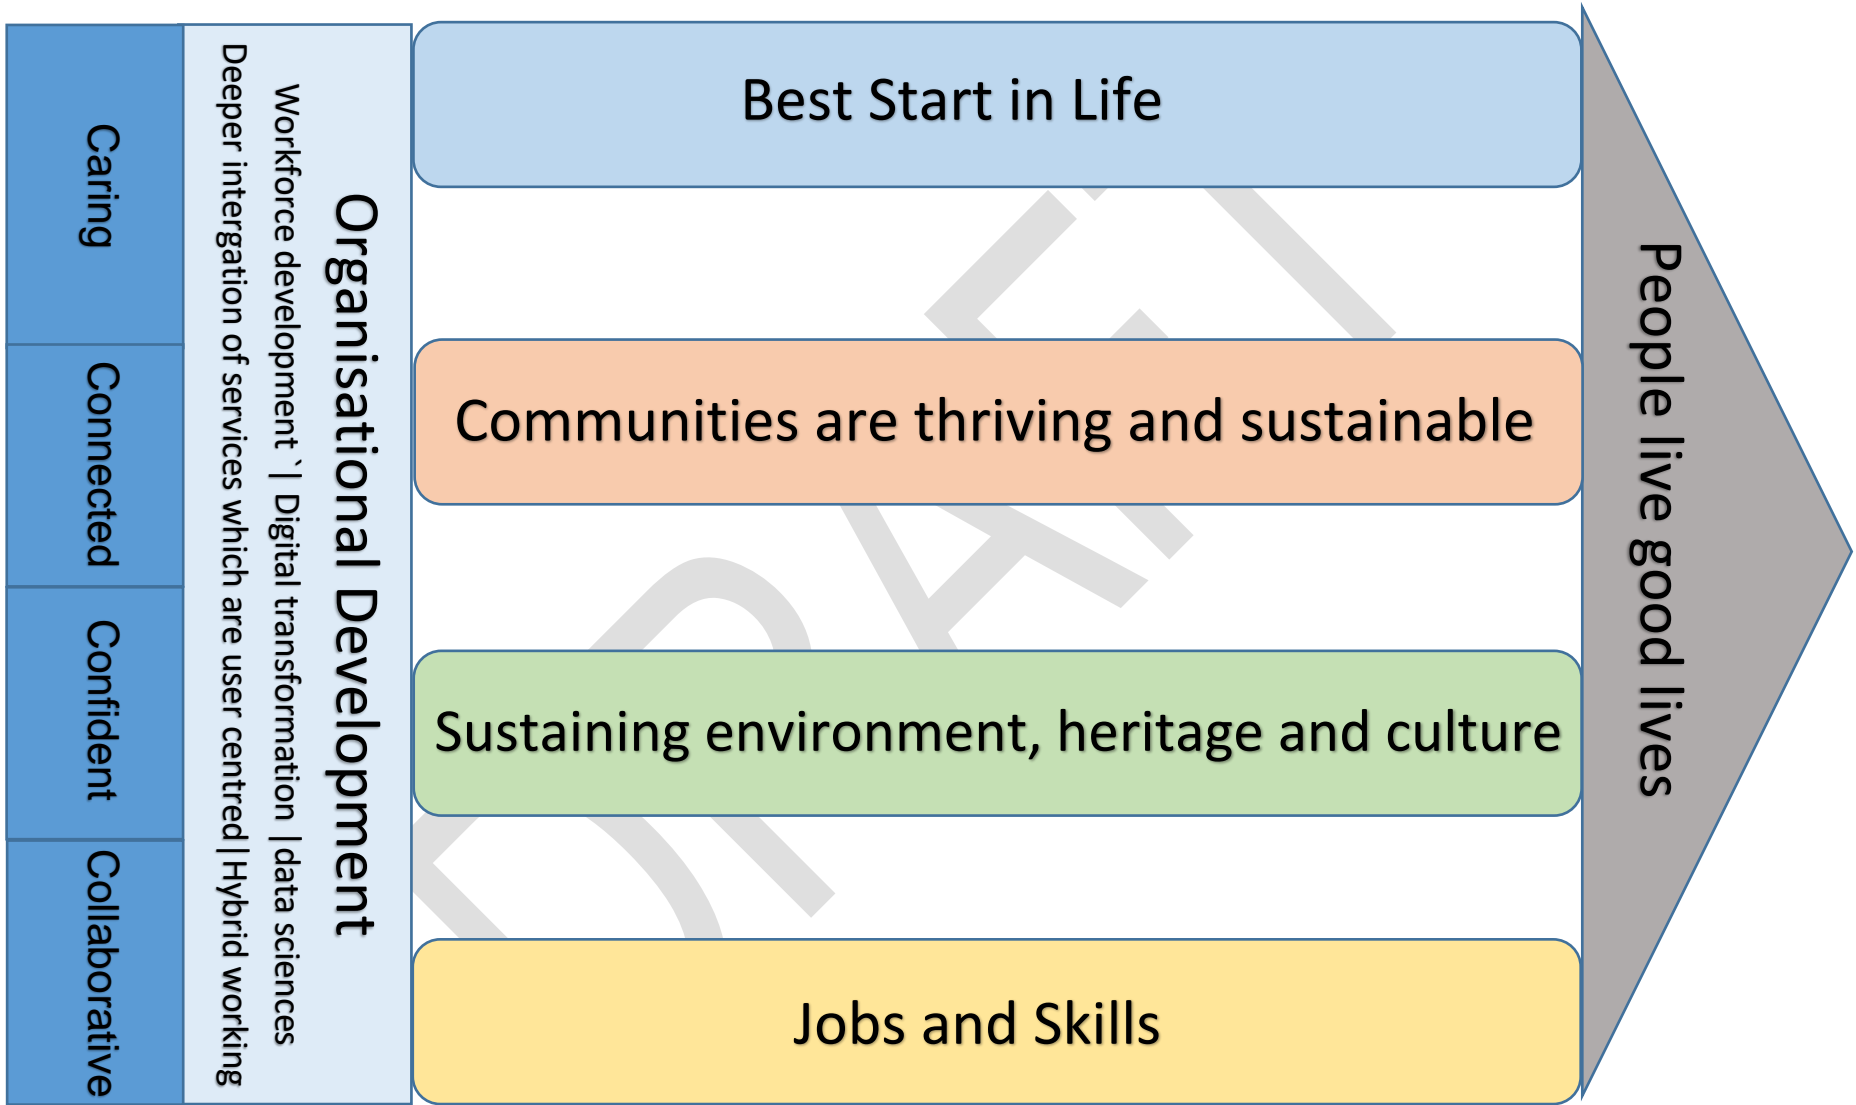 Caring
Connected
Confident
Collaborative
Organisational Development
Workforce development `| Digital transformation |data sciences
Deeper intergation of services which are user centred|Hybrid working
Best Start in Life
Communities are thriving and sustainable
Sustaining environment, heritage and culture
Jobs and Skills
People live good lives
DRAFT